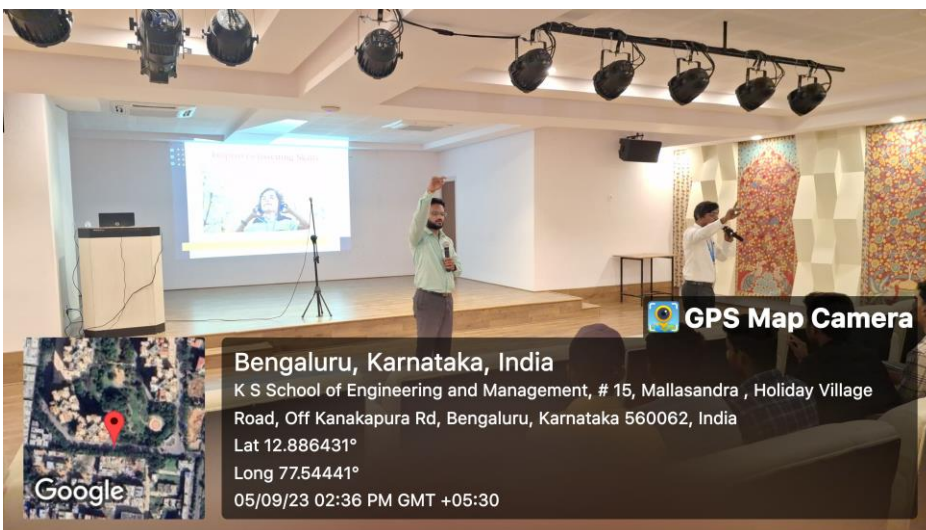 GPS Map Camera
Bengaluru, Karnataka, India
K S School of Engineering and Management, # 15, Mallasandra , Holiday Village
Road, Off Kanakapura Rd, Bengaluru, Karnataka 560062, India
Lat 12.886431°
Long 77.54441°
05/09/23 02:36 PM GMT +05:30
Google